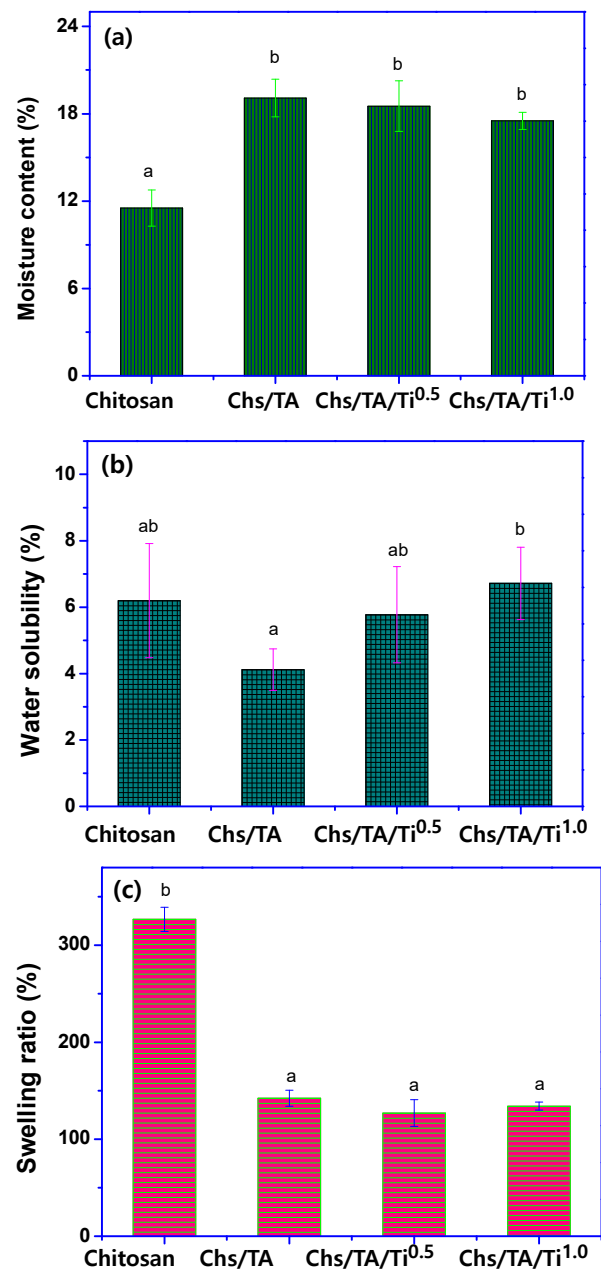 (a)
Moisture content (%)
24
18
12
6
0
a
b
b
b
Chitosan Chs/TA Chs/TA/Ti0.5 Chs/TA/Ti1.0
(b)
Water solubility (%)
10
8
6
4
2
0
ab
a
ab
b
Chitosan Chs/TA Chs/TA/Ti0.5 Chs/TA/Ti1.0
(c)
Swelling ratio (%)
300
200
100
0
b
a
a
a
Chitosan Chs/TA Chs/TA/Ti0.5 Chs/TA/Ti1.0